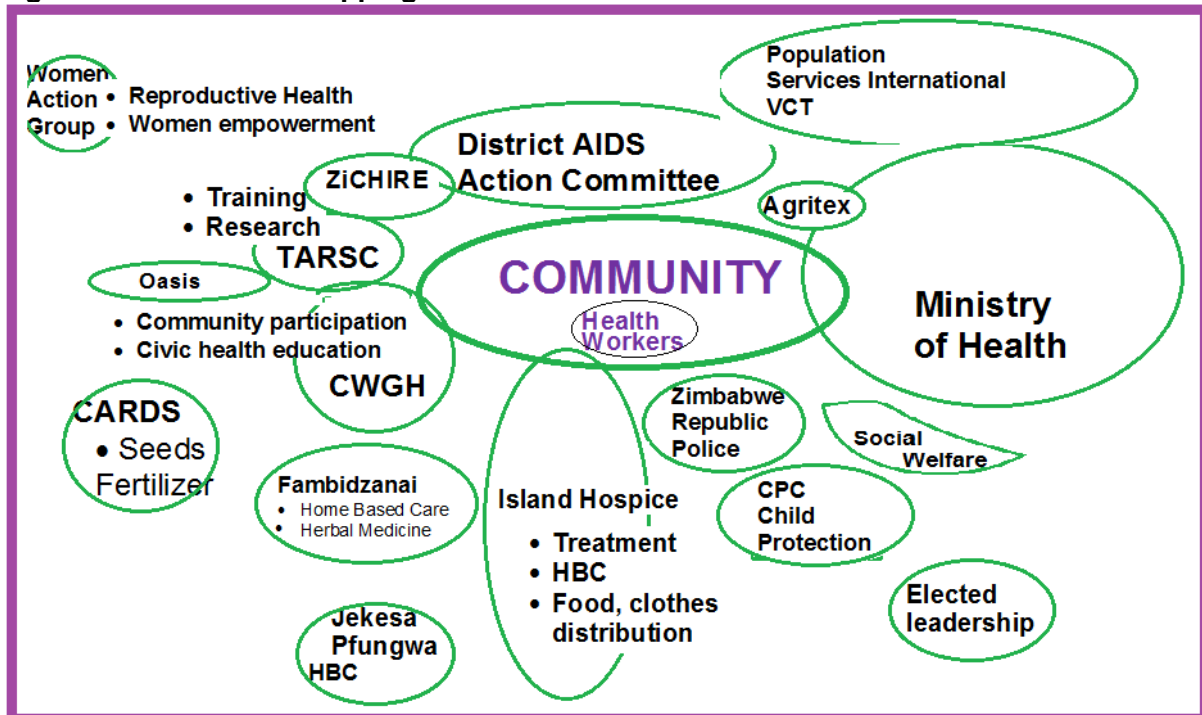 Women
Action
Group
• Reproductive Health
• Women empowerment
Population
Services International
VCT
District AIDS
Action Committee
ZiCHIRE
• Training
• Research
TARSC
Agritex
Oasis
COMMUNITY
Health
Workers
Ministry
of Health
• Community participation
• Civic health education
CWGH
CARDS
• Seeds
Fertilizer
Zimbabwe
Republic
Police
Social
Welfare
Fambidzanai
• Home Based Care
• Herbal Medicine
Island Hospice
• Treatment
• HBC
• Food, clothes
distribution
CPC
Child
Protection
Elected
leadership
Jekesa
Pfungwa
HBC